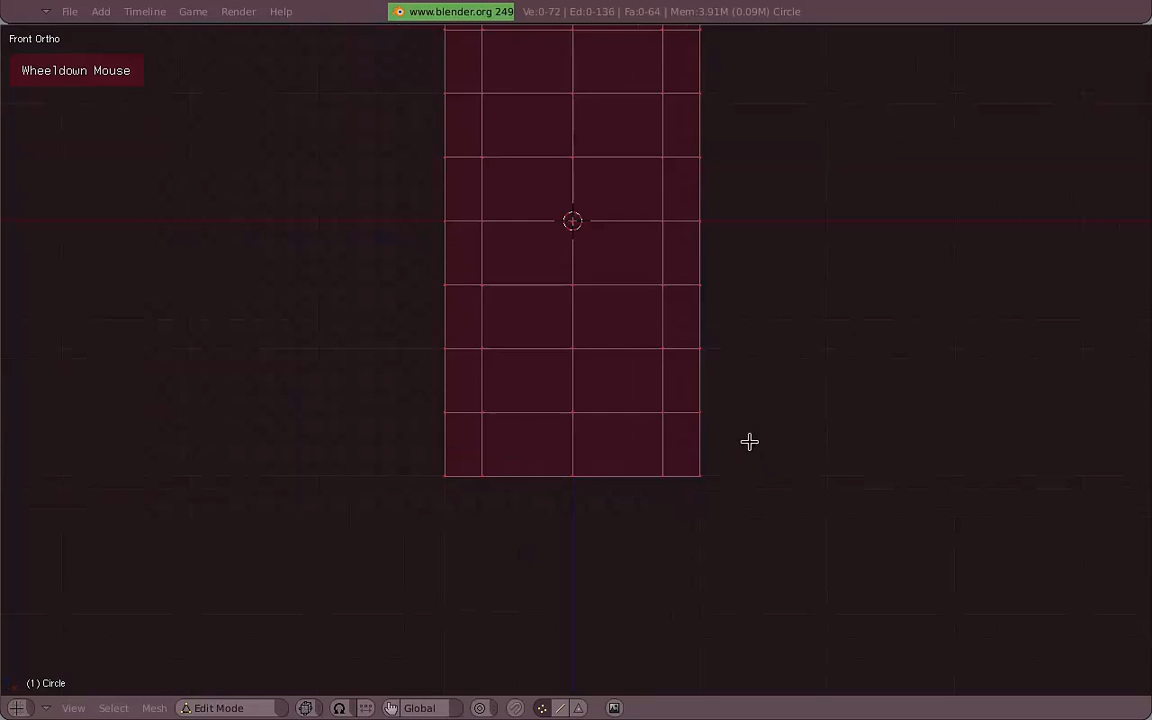 File Add Timeline Game Render Help www.blender.org 249 Ve:0-72 | Ed:0-136 | Fa:0-64 | Mem:3.91M (0.09M) Circle
Front Ortho
Wheeldown Mouse
(1) Circle
View Select Mesh Edit Mode Global